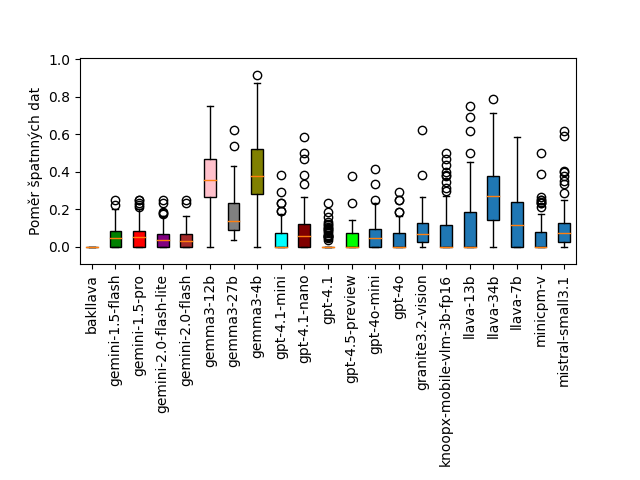 Poměr špatnných dat
1.0
0.8
0.6
0.4
0.2
0.0
bakllava
gemini-1.5-flash
gemini-1.5-pro
gemini-2.0-flash-lite
gemini-2.0-flash
gemma3-12b
gemma3-27b
gemma3-4b
gpt-4.1-mini
gpt-4.1-nano
gpt-4.1
gpt-4.5-preview
gpt-4o-mini
gpt-4o
granite3.2-vision
knoopx-mobile-vlm-3b-fp16
llava-13b
llava-34b
llava-7b
minicpm-v
mistral-small3.1